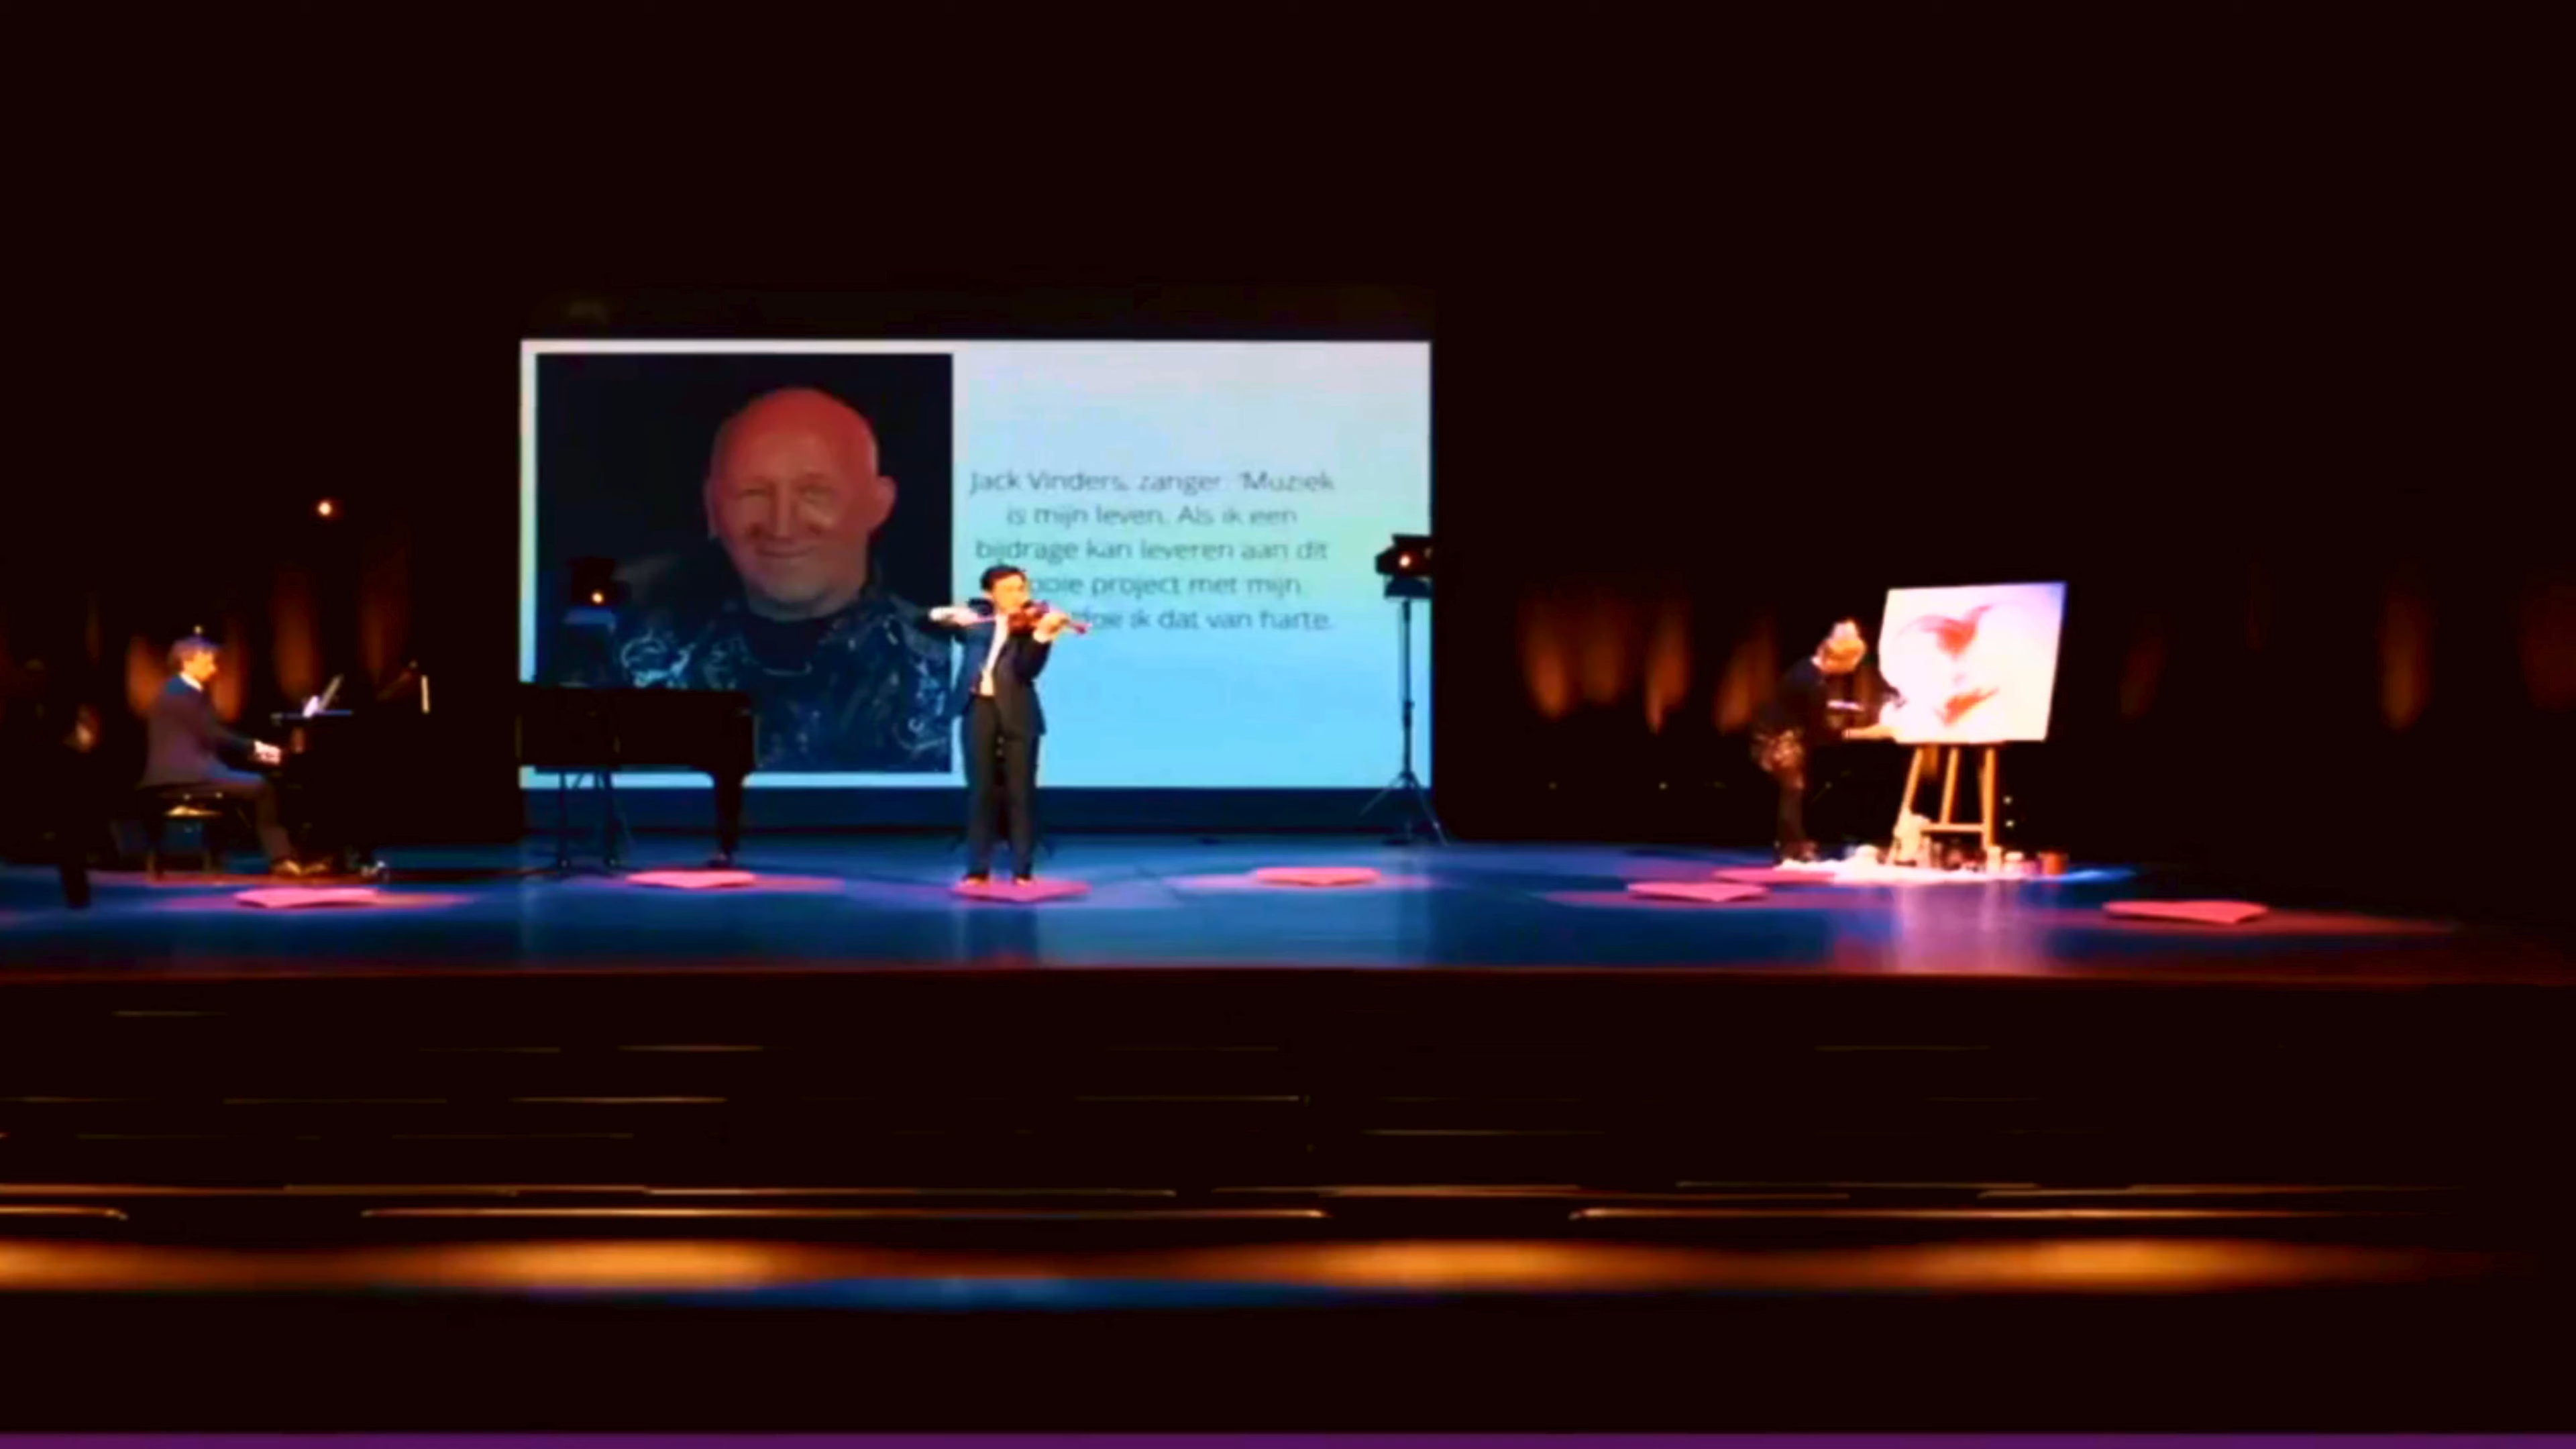 Jack Vinders, zanger: "Muziek
is mijn leven. Als ik een
bijdrage kan leveren aan dit
project met mijn
ik dat van harte.